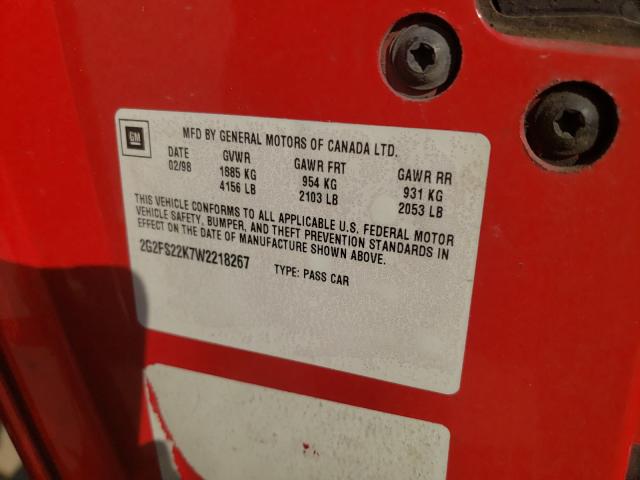 GM
MFD BY GENERAL MOTORS OF CANADA LTD.
DATE GVWR GAWR FRT GAWR RR
02/98 1885 KG 954 KG 931 KG
4156 LB 2103 LB 2053 LB
THIS VEHICLE CONFORMS TO ALL APPLICABLE U.S. FEDERAL MOTOR
VEHICLE SAFETY, BUMPER, AND THEFT PREVENTION STANDARDS IN
EFFECT ON THE DATE OF MANUFACTURE SHOWN ABOVE.
2G2FS22K7W2218267 TYPE: PASS CAR